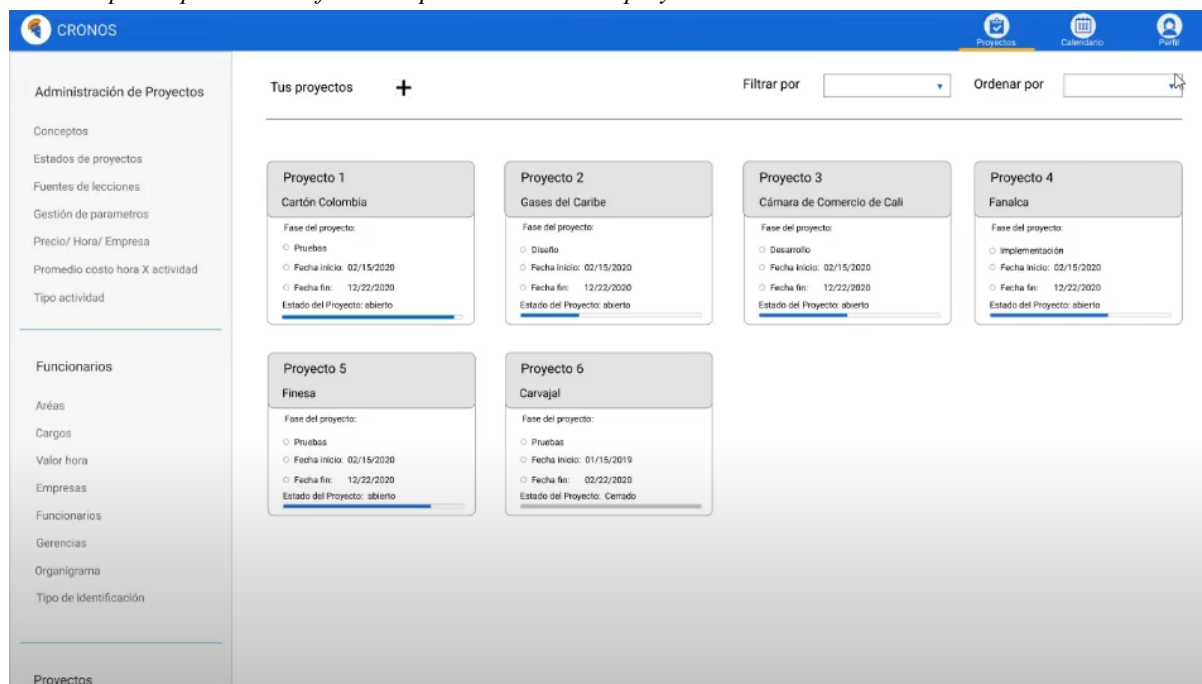 CRONOS
Proyectos
Calendario
Perfil
Administración de Proyectos
Conceptos
Estados de proyectos
Fuentes de lecciones
Gestión de parametros
Precio/ Hora/ Empresa
Promedio costo hora X actividad
Tipo actividad
Funcionarios
Aréas
Cargos
Valor hora
Empresas
Funcionarios
Gerencias
Organigrama
Tipo de identificación
Proyectos
Tus proyectos +
Filtrar por
Ordenar por
Proyecto 1
Cartón Colombia
Fase del proyecto:
Pruebas
Fecha inicio: 02/15/2020
Fecha fin: 12/22/2020
Estado del Proyecto: abierto
Proyecto 2
Gases del Caribe
Fase del proyecto:
Diseño
Fecha inicio: 02/15/2020
Fecha fin: 12/22/2020
Estado del Proyecto: abierto
Proyecto 3
Cámara de Comercio de Cali
Fase del proyecto:
Desarrollo
Fecha inicio: 02/15/2020
Fecha fin: 12/22/2020
Estado del Proyecto: abierto
Proyecto 4
Fanalca
Fase del proyecto:
Implementación
Fecha inicio: 02/15/2020
Fecha fin: 12/22/2020
Estado del Proyecto: abierto
Proyecto 5
Finesa
Fase del proyecto:
Pruebas
Fecha inicio: 02/15/2020
Fecha fin: 12/22/2020
Estado del Proyecto: abierto
Proyecto 6
Carvajal
Fase del proyecto:
Pruebas
Fecha inicio: 01/15/2019
Fecha fin: 02/22/2020
Estado del Proyecto: Cerrado